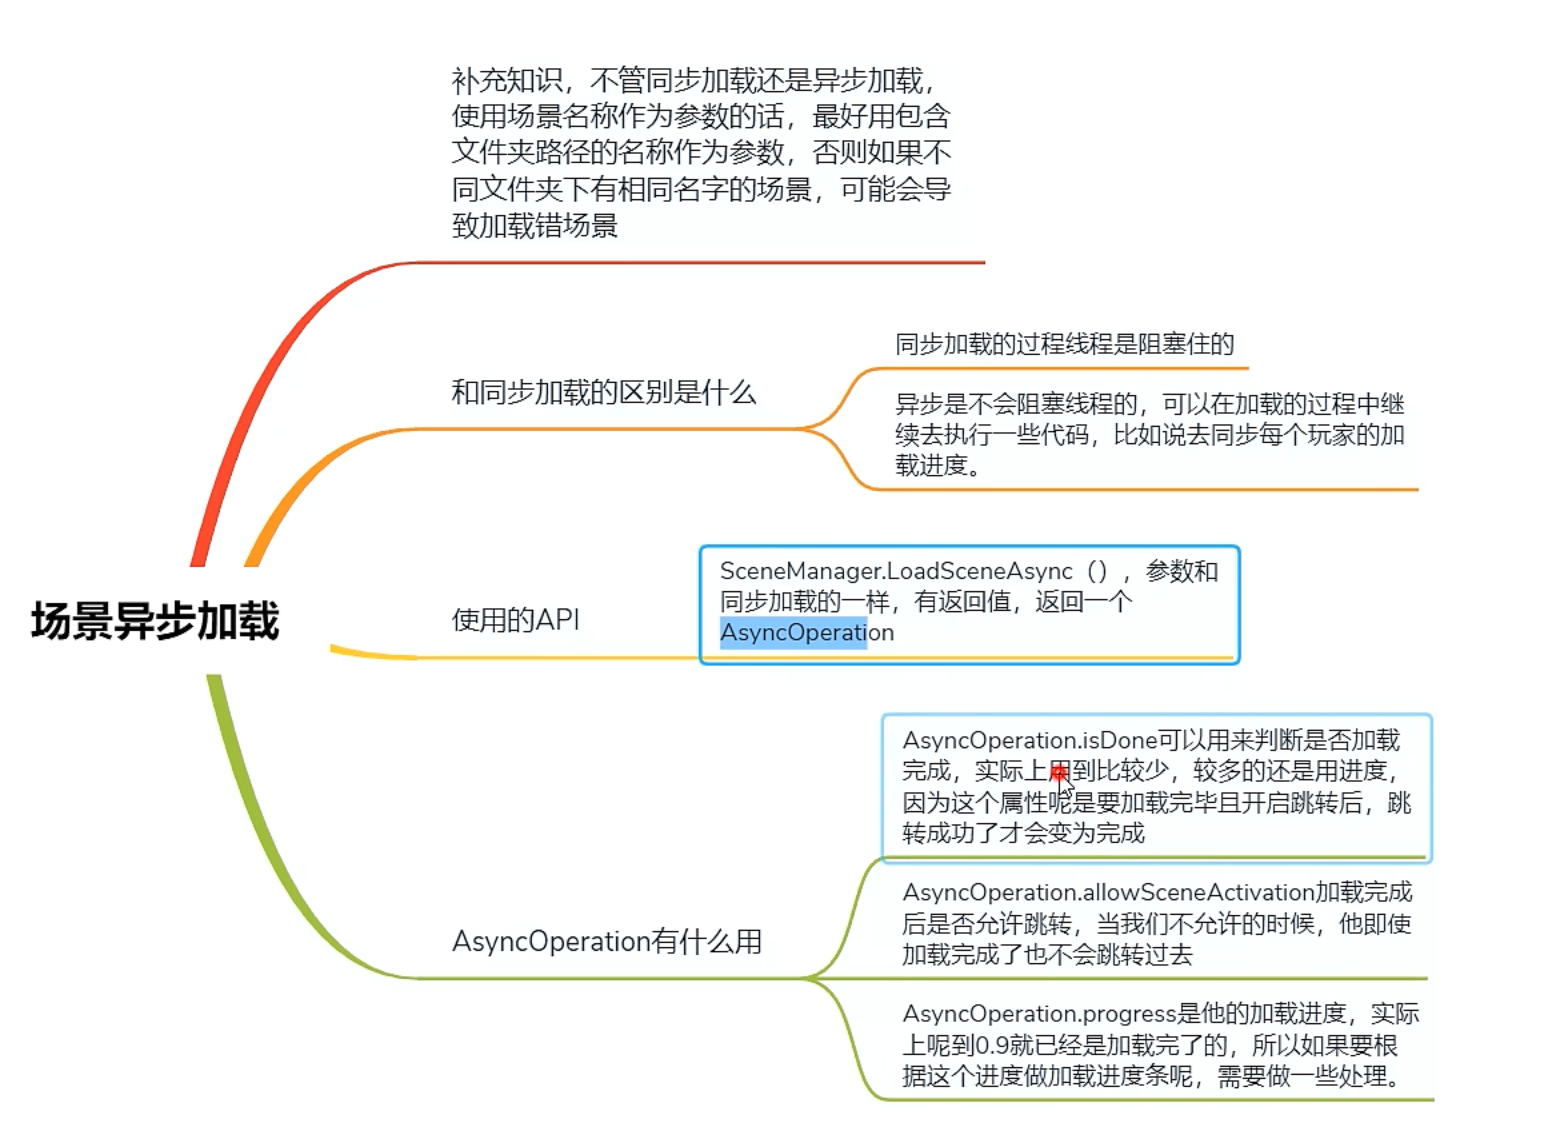 补充知识，不管同步加载还是异步加载，
使用场景名称作为参数的话，最好用包含
文件夹路径的名称作为参数，否则如果不
同文件夹下有相同名字的场景，可能会导
致加载错场景
和同步加载的区别是什么
同步加载的过程线程是阻塞住的
异步是不会阻塞线程的，可以在加载的过程中继
续去执行一些代码，比如说去同步每个玩家的加
载进度。
场景异步加载
使用的API
SceneManager.LoadSceneAsync（），参数和
同步加载的一样，有返回值，返回一个
AsyncOperation
AsyncOperation有什么用
AsyncOperation.isDone可以用来判断是否加载
完成，实际上用到比较少，较多的还是用进度，
因为这个属性呢是要加载完毕且开启跳转后，跳
转成功了才会变为完成
AsyncOperation.allowSceneActivation加载完成
后是否允许跳转，当我们不允许的时候，他即使
加载完成了也不会跳转过去
AsyncOperation.progress是他的加载进度，实际
上呢到0.9就已经是加载完了的，所以如果要根
据这个进度做加载进度条呢，需要做一些处理。